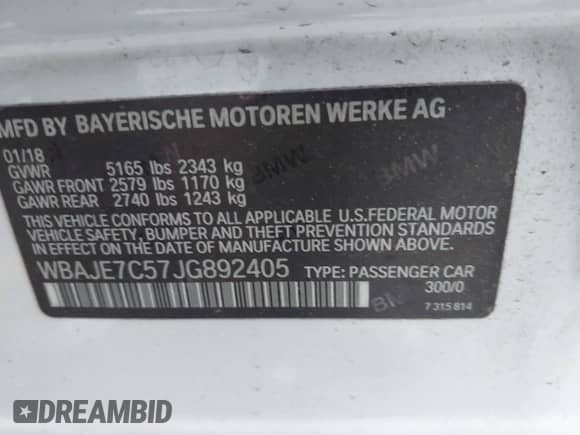 MFD BY BAYERISCHE MOTOREN WERKE AG
01/18
GVWR 5165 lbs 2343 kg
GAWR FRONT 2579 lbs 1170 kg
GAWR REAR 2740 lbs 1243 kg
THIS VEHICLE CONFORMS TO ALL APPLICABLE U.S.FEDERAL MOTOR
VEHICLE SAFETY, BUMPER AND THEFT PREVENTION STANDARDS
IN EFFECT ON THE DATE OF MANUFACTURE SHOWN ABOVE.
WBAJE7C57JG892405 TYPE: PASSENGER CAR
300/0
7 315 814
BMW
BMW
DREAMBID